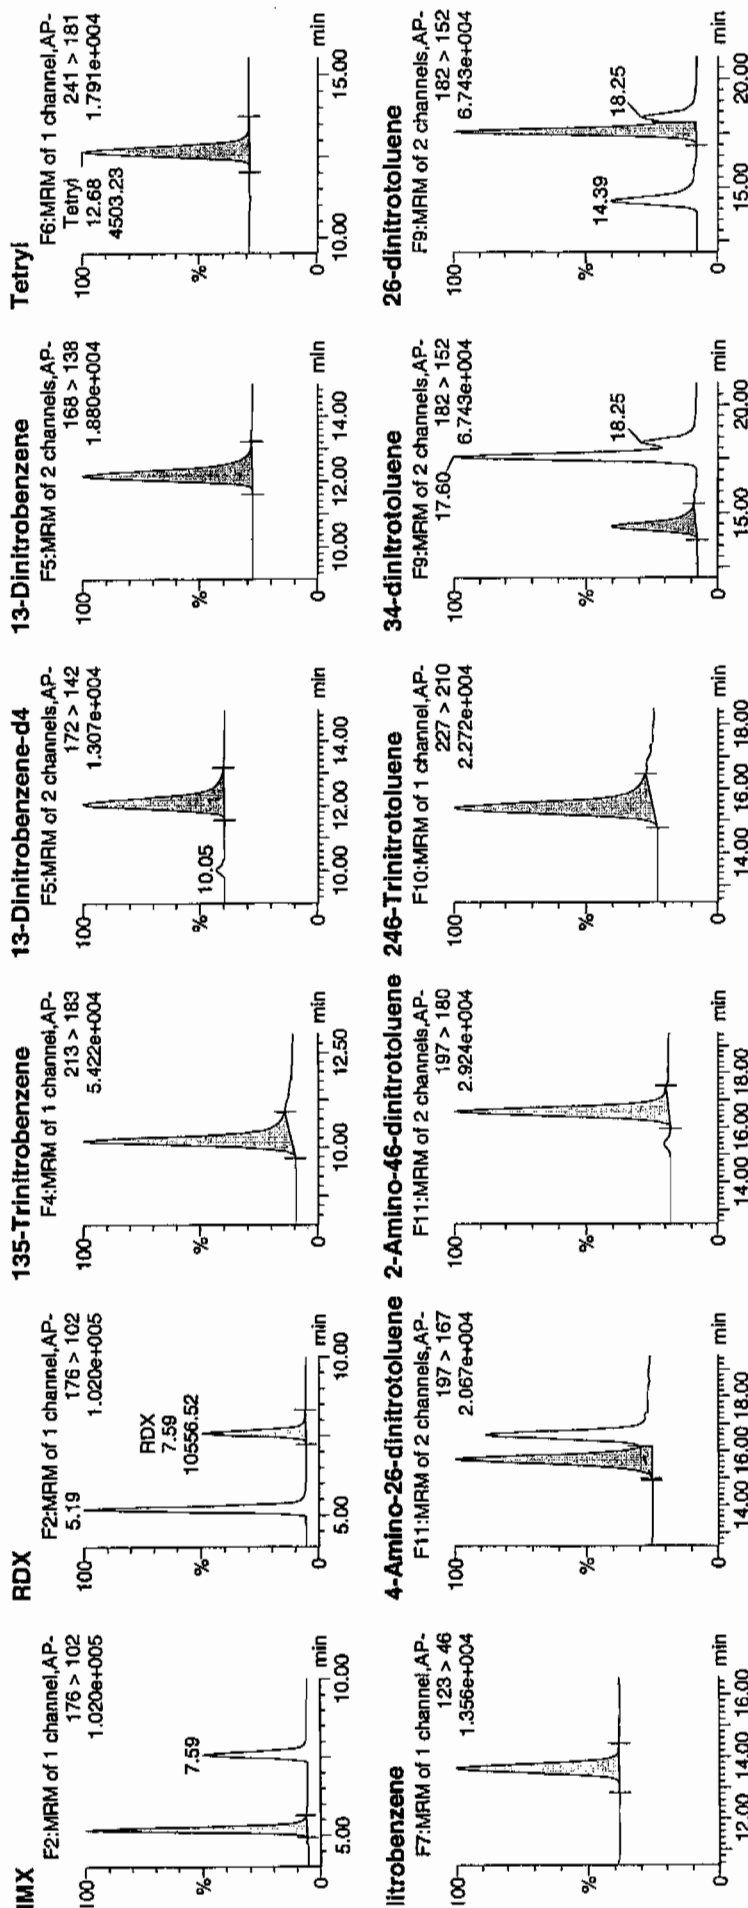 HMX
F2:MRM of 1 channel,AP-
176 > 102
1.020e+005
100
%
0
7.59
5.00
10.00
min
RDX
F2:MRM of 1 channel,AP-
176 > 102
1.020e+005
5.19
100
%
0
RDX
7.59
10556.52
5.00
10.00
min
135-Trinitrobenzene
F4:MRM of 1 channel,AP-
213 > 183
5.422e+004
100
%
0
10.00
12.50
min
13-Dinitrobenzene-d4
F5:MRM of 2 channels,AP-
172 > 142
1.307e+004
100
%
0
10.05
10.00
12.00
14.00
min
13-Dinitrobenzene
F5:MRM of 2 channels,AP-
168 > 138
1.880e+004
100
%
0
10.00
12.00
14.00
min
Tetryl
F6:MRM of 1 channel,AP-
241 > 181
1.791e+004
Tetryl
12.68
4503.23
100
%
0
10.00
15.00
min
litrobenzene
F7:MRM of 1 channel,AP-
123 > 46
1.356e+004
100
%
0
12.00
14.00
16.00
min
4-Amino-26-dinitrotoluene
F11:MRM of 2 channels,AP-
197 > 167
2.067e+004
100
%
0
14.00
16.00
18.00
min
2-Amino-46-dinitrotoluene
F11:MRM of 2 channels,AP-
197 > 180
2.924e+004
100
%
0
14.00
16.00
18.00
min
246-Trinitrotoluene
F10:MRM of 1 channel,AP-
227 > 210
2.272e+004
100
%
0
14.00
16.00
18.00
min
34-dinitrotoluene
F9:MRM of 2 channels,AP-
182 > 152
6.743e+004
17.60
18.25
100
%
0
15.00
20.00
min
26-dinitrotoluene
F9:MRM of 2 channels,AP-
182 > 152
6.743e+004
14.39
18.25
100
%
0
15.00
20.00
min